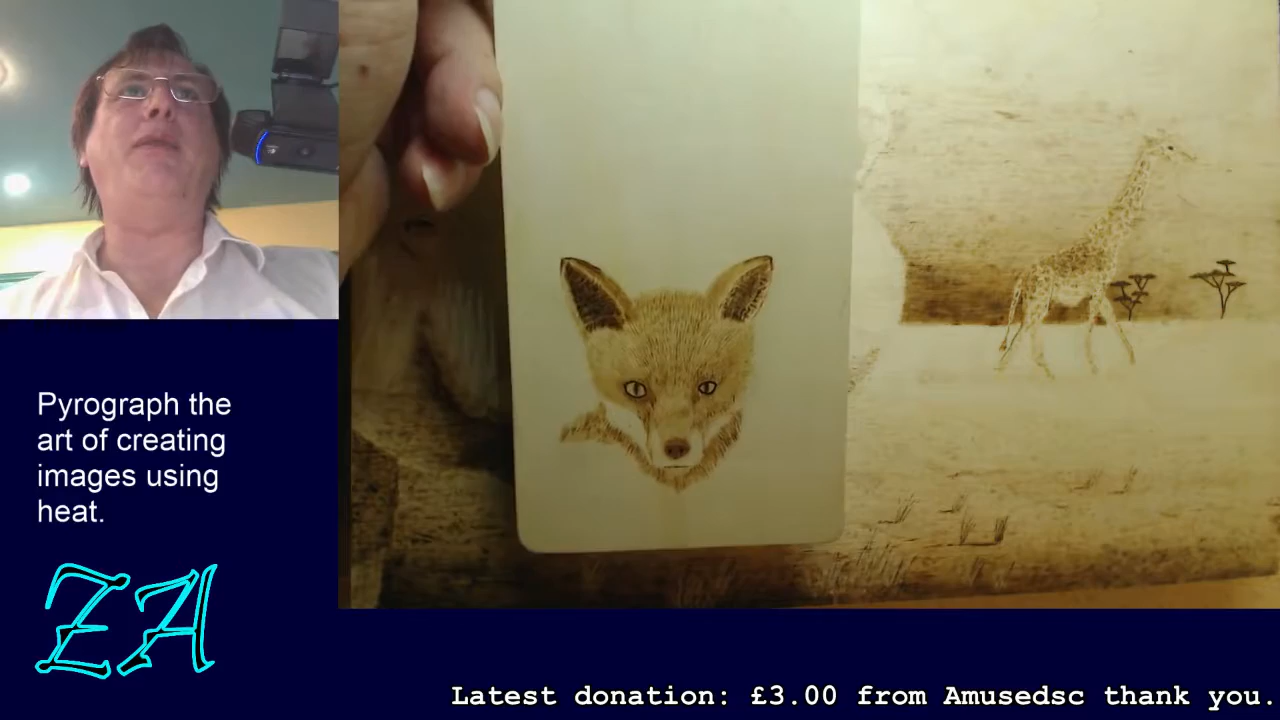 Pyrograph the
art of creating
images using
heat.
ZA
Latest donation: £3.00 from Amusedsc thank you.